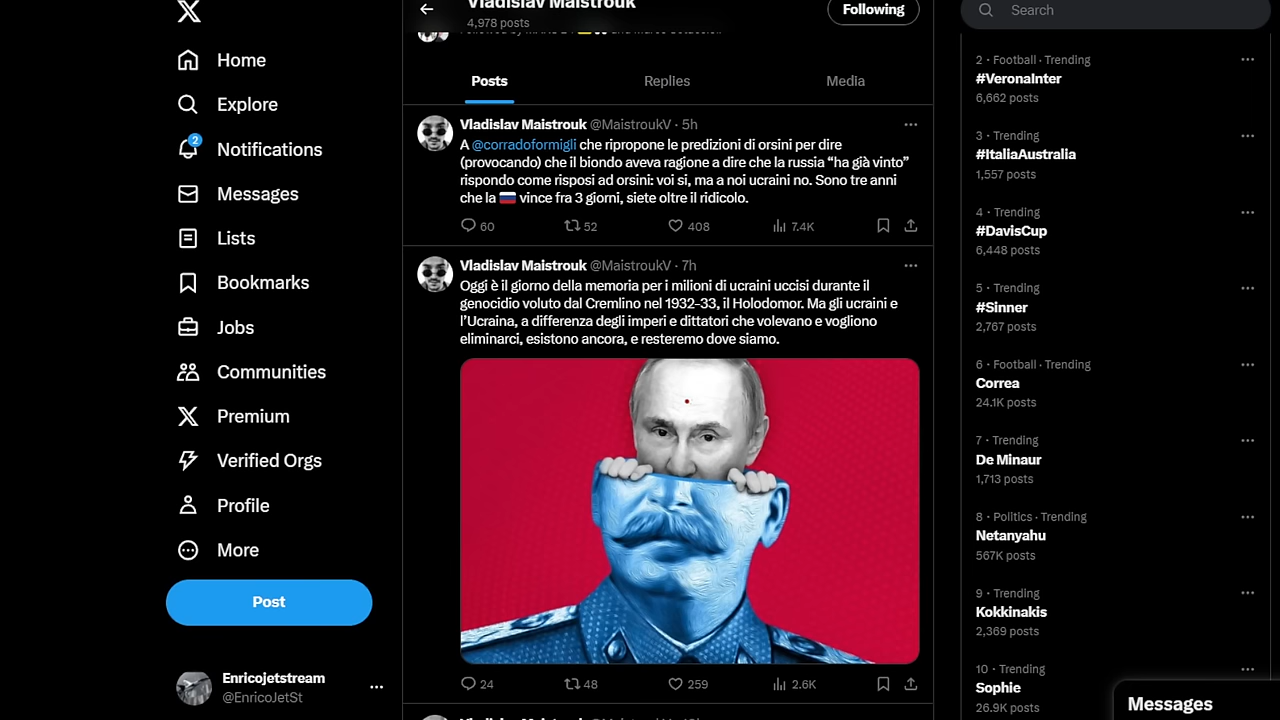 Home
Explore
2
Notifications
Messages
Lists
Bookmarks
Jobs
Communities
Premium
Verified Orgs
Profile
More
Post
Enricojetstream
@EnricoJetSt
Vladislav Maistrouk
4,978 posts
Following
Posts
Replies
Media
Vladislav Maistrouk @MaistroukV · 5h
A @corradoformigli che ripropone le predizioni di orsini per dire
(provocando) che il biondo aveva ragione a dire che la russia “ha già vinto”
rispondo come risposi ad orsini: voi si, ma a noi ucraini no. Sono tre anni
che la 🇷🇺 vince fra 3 giorni, siete oltre il ridicolo.
60 52 408 7.4K
Vladislav Maistrouk @MaistroukV · 7h
Oggi è il giorno della memoria per i milioni di ucraini uccisi durante il
genocidio voluto dal Cremlino nel 1932-33, il Holodomor. Ma gli ucraini e
l’Ucraina, a differenza degli imperi e dittatori che volevano e vogliono
eliminarci, esistono ancora, e resteremo dove siamo.
24 48 259 2.6K
Search
2 · Football · Trending
#VeronaInter
6,662 posts
3 · Trending
#ItaliaAustralia
1,557 posts
4 · Trending
#DavisCup
6,448 posts
5 · Trending
#Sinner
2,767 posts
6 · Football · Trending
Correa
24.1K posts
7 · Trending
De Minaur
1,713 posts
8 · Politics · Trending
Netanyahu
567K posts
9 · Trending
Kokkinakis
2,369 posts
10 · Trending
Sophie
26.9K posts
Messages